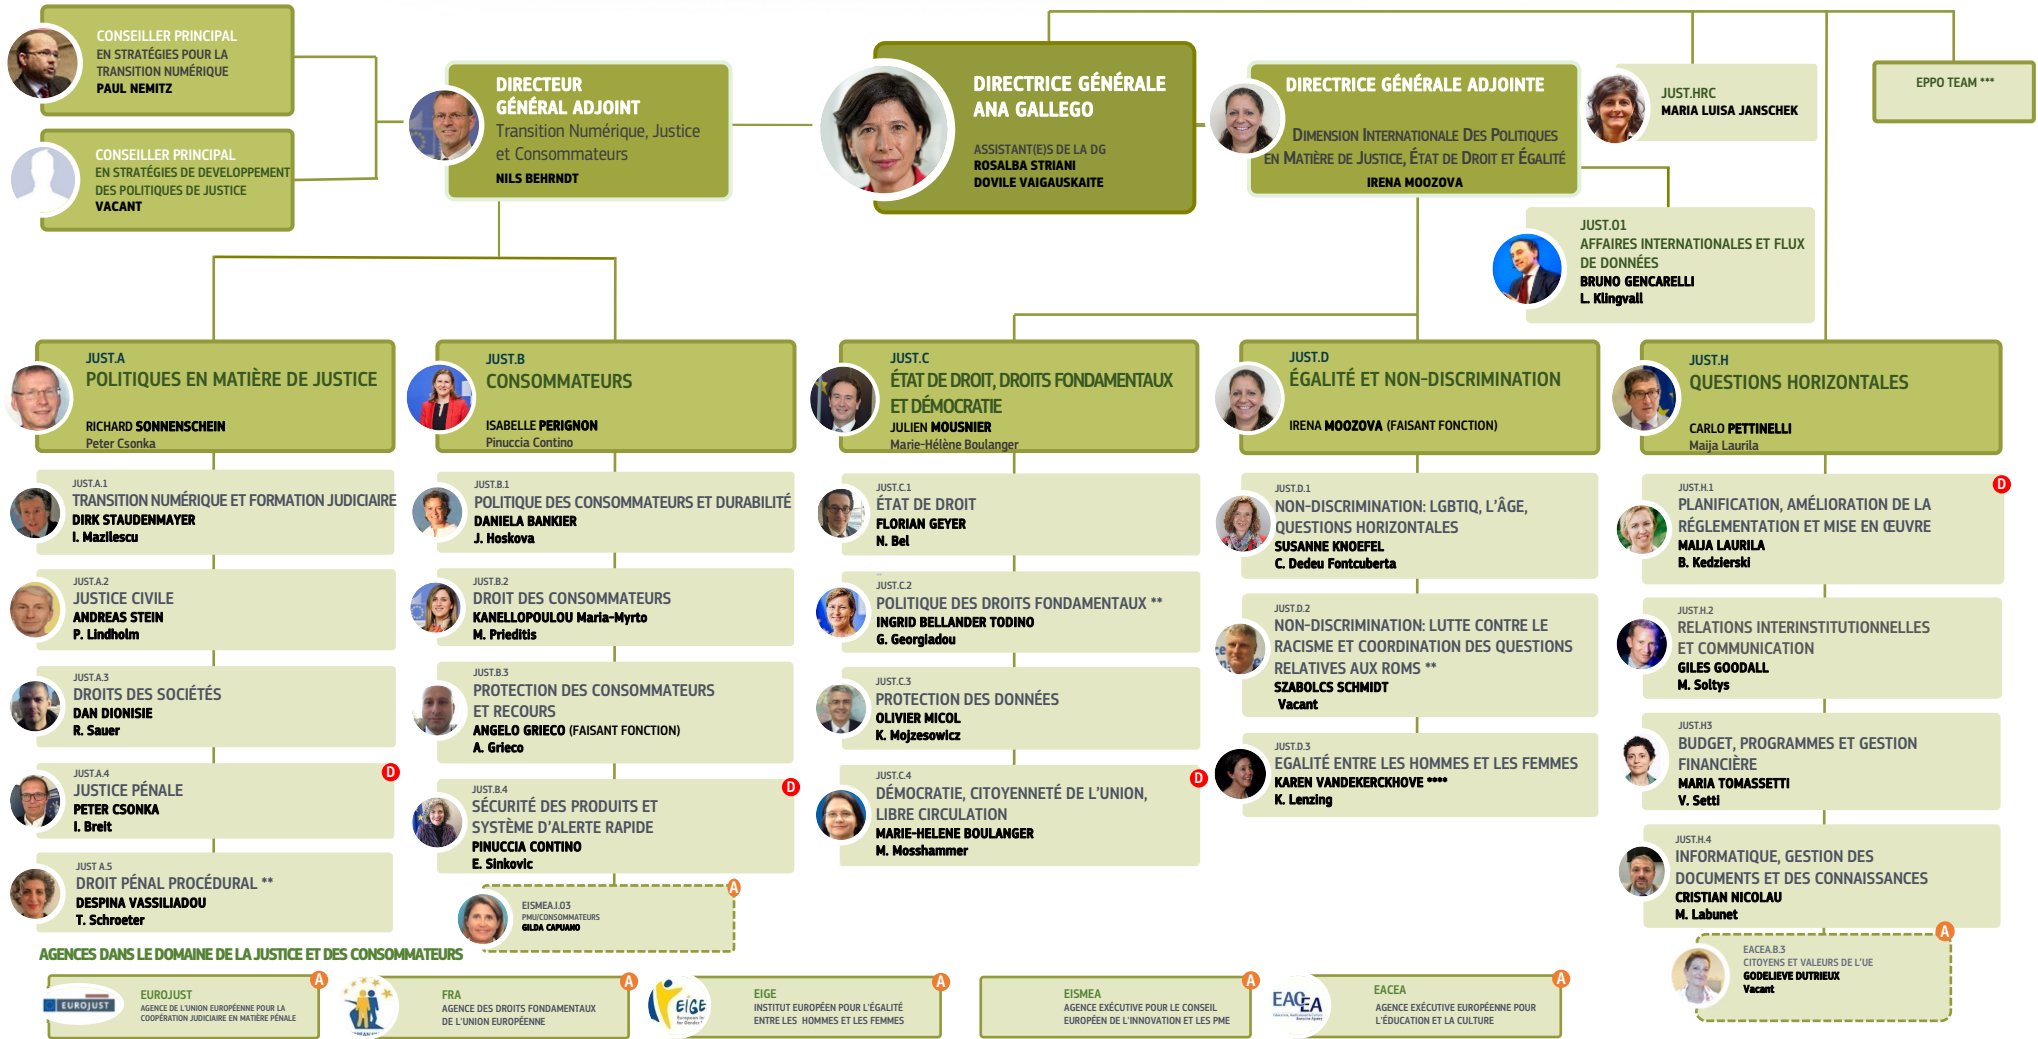 CONSEILLER PRINCIPAL
EN STRATÉGIES POUR LA
TRANSITION NUMÉRIQUE
PAUL NEMITZ
CONSEILLER PRINCIPAL
EN STRATÉGIES DE DEVELOPPEMENT
DES POLITIQUES DE JUSTICE
VACANT
DIRECTEUR
GÉNÉRAL ADJOINT
Transition Numérique, Justice
et Consommateurs
NILS BEHRNDT
DIRECTRICE GÉNÉRALE
ANA GALLEGO
ASSISTANT(E)S DE LA DG
ROSALBA STRIANI
DOVILE VAIGAUSKAITE
DIRECTRICE GÉNÉRALE ADJOINTE
DIMENSION INTERNATIONALE DES POLITIQUES
EN MATIÈRE DE JUSTICE, ÉTAT DE DROIT ET ÉGALITÉ
IRENA MOOZOVA
JUST.HRC
MARIA LUISA JANSCHEK
EPPO TEAM ***
JUST.01
AFFAIRES INTERNATIONALES ET FLUX
DE DONNÉES
BRUNO GENCARELLI
L. Klingvall
JUST.A
POLITIQUES EN MATIÈRE DE JUSTICE
RICHARD SONNENSCHEIN
Peter Csonka
JUST.A.1
TRANSITION NUMÉRIQUE ET FORMATION JUDICIAIRE
DIRK STAUDENMAYER
I. Mazilescu
JUST.A.2
JUSTICE CIVILE
ANDREAS STEIN
P. Lindholm
JUST.A.3
DROITS DES SOCIÉTÉS
DAN DIONISIE
R. Sauer
JUST.A.4
D
JUSTICE PÉNALE
PETER CSONKA
I. Breit
JUST A.5
DROIT PÉNAL PROCÉDURAL **
DESPINA VASSILIADOU
T. Schroeter
JUST.B
CONSOMMATEURS
ISABELLE PERIGNON
Pinuccia Contino
JUST.B.1
POLITIQUE DES CONSOMMATEURS ET DURABILITÉ
DANIELA BANKIER
J. Hoskova
JUST.B.2
DROIT DES CONSOMMATEURS
KANELLOPOULOU Maria-Myrto
M. Prieditis
JUST.B.3
PROTECTION DES CONSOMMATEURS
ET RECOURS
ANGELO GRIECO (FAISANT FONCTION)
A. Grieco
JUST.B.4
D
SÉCURITÉ DES PRODUITS ET
SYSTÈME D'ALERTE RAPIDE
PINUCCIA CONTINO
E. Sinkovic
A
EISMEA.I.03
PMU/CONSOMMATEURS
GILDA CAPUANO
JUST.C
ÉTAT DE DROIT, DROITS FONDAMENTAUX
ET DÉMOCRATIE
JULIEN MOUSNIER
Marie-Hélène Boulanger
JUST.C.1
ÉTAT DE DROIT
FLORIAN GEYER
N. Bel
JUST.C.2
POLITIQUE DES DROITS FONDAMENTAUX **
INGRID BELLANDER TODINO
G. Georgiadou
JUST.C.3
PROTECTION DES DONNÉES
OLIVIER MICOL
K. Mojzesowicz
JUST.C.4
D
DÉMOCRATIE, CITOYENNETÉ DE L'UNION,
LIBRE CIRCULATION
MARIE-HELENE BOULANGER
M. Mosshammer
JUST.D
ÉGALITÉ ET NON-DISCRIMINATION
IRENA MOOZOVA (FAISANT FONCTION)
JUST.D.1
NON-DISCRIMINATION: LGBTIQ, L'ÂGE,
QUESTIONS HORIZONTALES
SUSANNE KNOEFEL
C. Dedeu Fontcuberta
JUST.D.2
NON-DISCRIMINATION: LUTTE CONTRE LE
RACISME ET COORDINATION DES QUESTIONS
RELATIVES AUX ROMS **
SZABOLCS SCHMIDT
Vacant
JUST.D.3
EGALITÉ ENTRE LES HOMMES ET LES FEMMES
KAREN VANDEKERCKHOVE ****
K. Lenzing
JUST.H
QUESTIONS HORIZONTALES
CARLO PETTINELLI
Maija Laurila
JUST.H.1
D
PLANIFICATION, AMÉLIORATION DE LA
RÉGLEMENTATION ET MISE EN ŒUVRE
MAIJA LAURILA
B. Kedzierski
JUST.H.2
RELATIONS INTERINSTITUTIONNELLES
ET COMMUNICATION
GILES GOODALL
M. Soltys
JUST.H3
BUDGET, PROGRAMMES ET GESTION
FINANCIÈRE
MARIA TOMASSETTI
V. Setti
JUST.H.4
INFORMATIQUE, GESTION DES
DOCUMENTS ET DES CONNAISSANCES
CRISTIAN NICOLAU
M. Labunet
A
EACEA.B.3
CITOYENS ET VALEURS DE L'UE
GODELIEVE DUTRIEUX
Vacant
AGENCES DANS LE DOMAINE DE LA JUSTICE ET DES CONSOMMATEURS
A
EUROJUST
EUROJUST
AGENCE DE L'UNION EUROPÉENNE POUR LA
COOPÉRATION JUDICIAIRE EN MATIÈRE PÉNALE
A
FRA
AGENCE DES DROITS FONDAMENTAUX
DE L'UNION EUROPÉENNE
A
EIGE
EIGE
INSTITUT EUROPÉEN POUR L'ÉGALITÉ
ENTRE LES HOMMES ET LES FEMMES
A
EISMEA
AGENCE EXÉCUTIVE POUR LE CONSEIL
EUROPÉEN DE L'INNOVATION ET LES PME
A
EACEA
EACEA
AGENCE EXÉCUTIVE EUROPÉENNE POUR
L'ÉDUCATION ET LA CULTURE